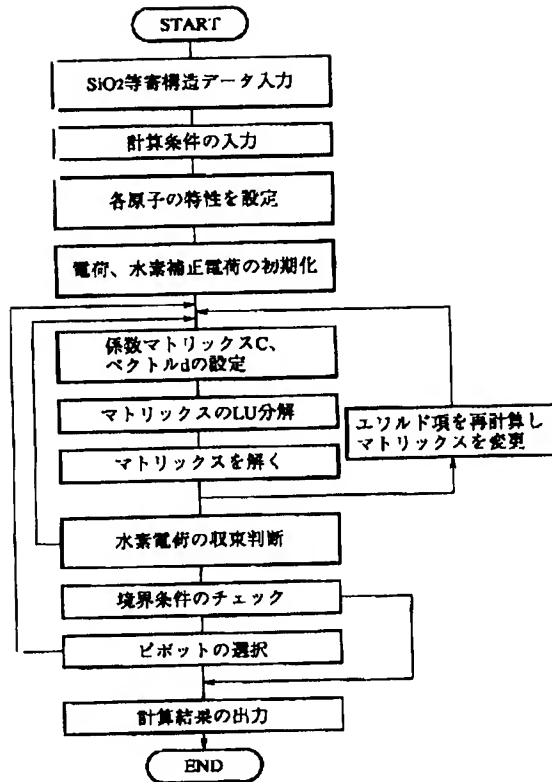 START
SiO2等審構造データ入力
計算条件の入力
各原子の特性を設定
電荷、水素補正電荷の初期化
係数マトリックスC、
ベクトルdの設定
マトリックスのLU分解
マトリックスを解く
エワルド項を再計算し
マトリックスを変更
水素電術の収束判断
境界条件のチェック
ピボットの選択
計算結果の出力
END